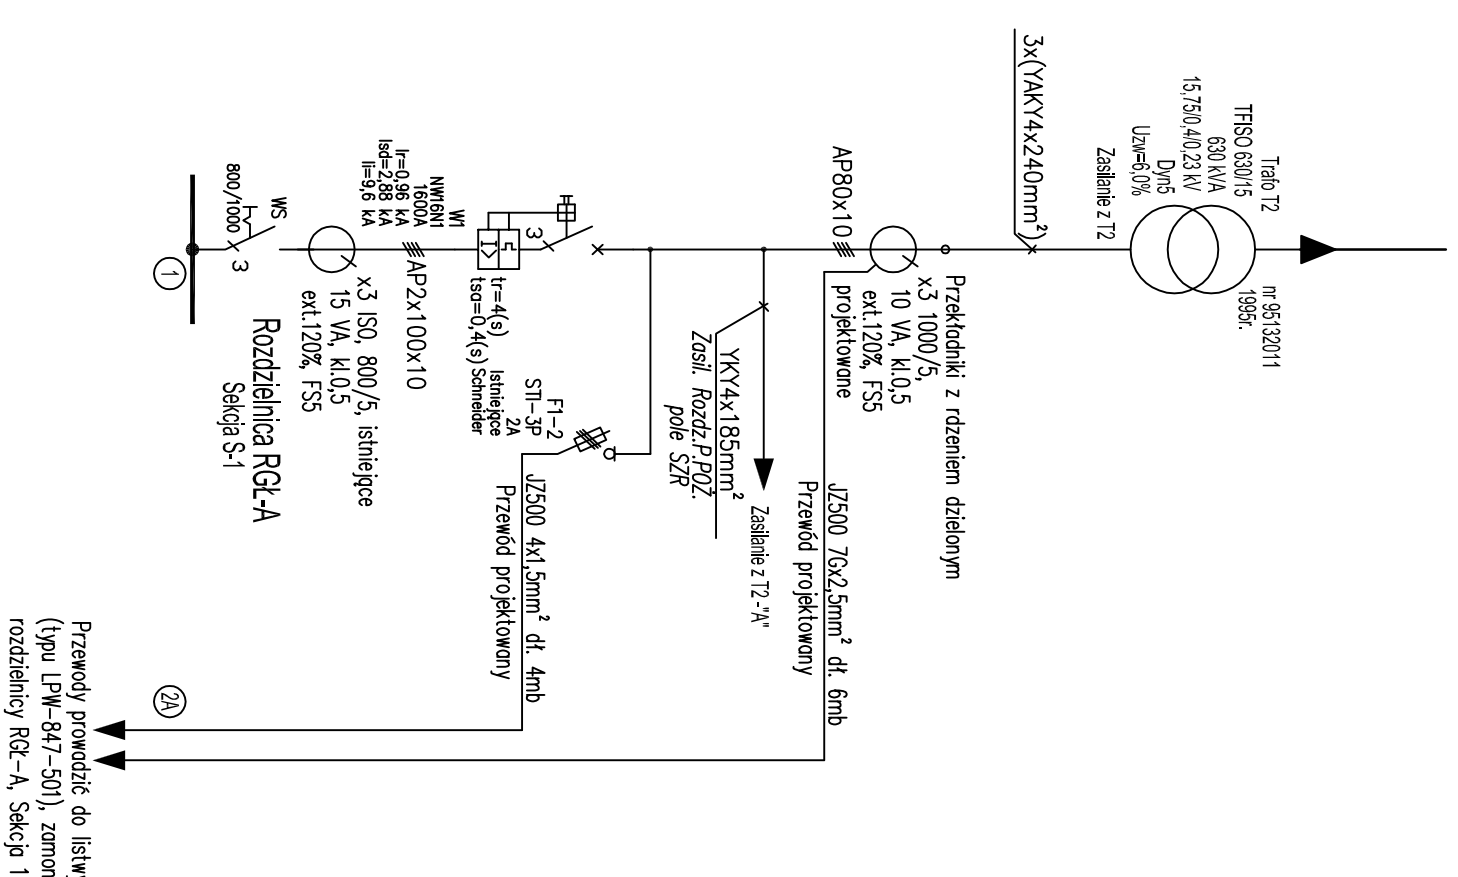 Trafo T2
TFISO 630/15
630 kVA
15,75/0,4/0,23 kV
Dyn5
Uzw=6,0%
Zasilanie z T2
nr 95132011
1995r.
3x(YAKY4x240mm²)
Przekładniki z rdzeniem dzielonym
x3 1000/5,
10 VA, kl.0,5
ext.120%, FS5
projektowane
AP80x10
JZ500 7Gx2,5mm² dł. 6mb
Przewód projektowany
Zasilanie z T2 -"A"
YKY4x185mm²
Zasil. Rozdz.P.POŻ.
pole SZR
F1-2
STI-3P
2A
Istniejące
Schneider
JZ500 4x1,5mm² dł. 4mb
Przewód projektowany
3
tr=4(s)
tsa=0,4(s)
W1
NW16N1
1600A
Ir=0,96 kA
Isd=2,88 kA
Ii=9,6 kA
AP2x100x10
x3 ISO, 800/5, istniejące
15 VA, kl.0,5
ext.120%, FS5
WS
800/1000
3
Rozdzielnica RGŁ-A
Sekcja S-1
1
2A
Przewody prowadzić do listwy
(typu LPW-847-501),
rozdzielnicy RGŁ-A, Sekcja 1